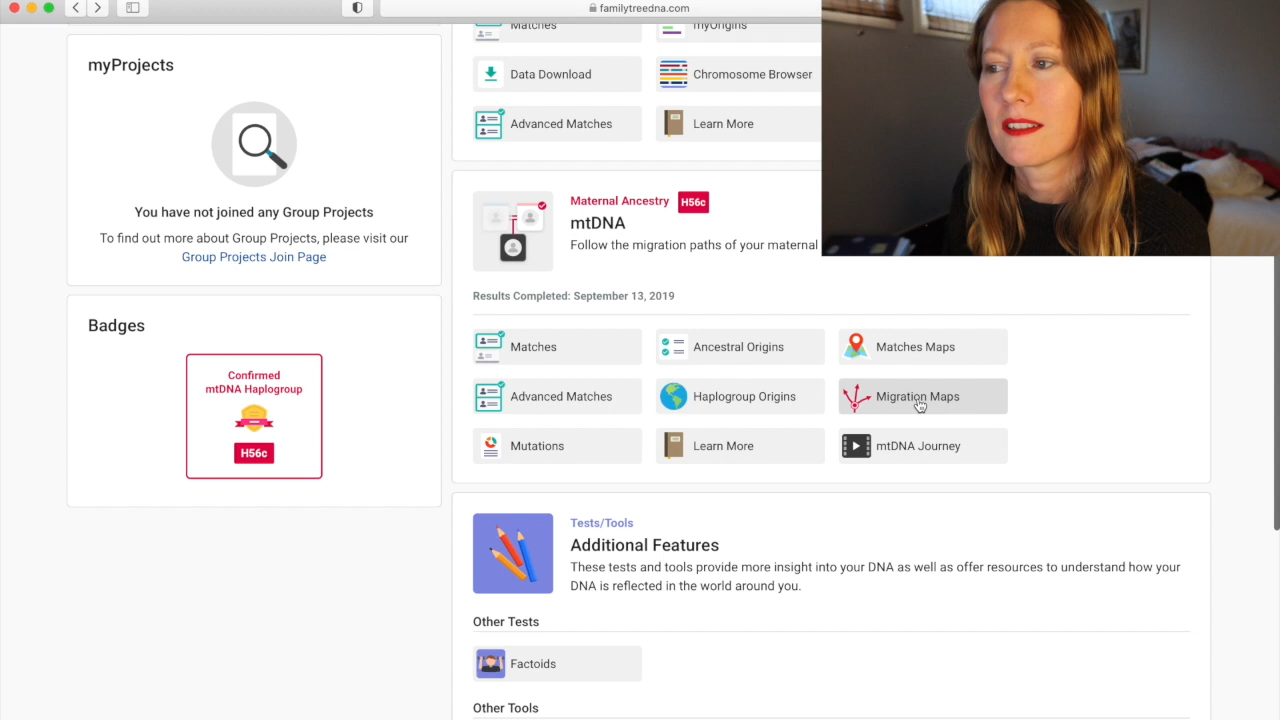 familytreedna.com
myProjects
You have not joined any Group Projects
To find out more about Group Projects, please visit our
Group Projects Join Page
Badges
Confirmed
mtDNA Haplogroup
H56c
Matches
myOrigins
Data Download
Chromosome Browser
Advanced Matches
Learn More
Maternal Ancestry H56c
mtDNA
Follow the migration paths of your maternal
Results Completed: September 13, 2019
Matches
Ancestral Origins
Matches Maps
Advanced Matches
Haplogroup Origins
Migration Maps
Mutations
Learn More
mtDNA Journey
Tests/Tools
Additional Features
These tests and tools provide more insight into your DNA as well as offer resources to understand how your
DNA is reflected in the world around you.
Other Tests
Factoids
Other Tools